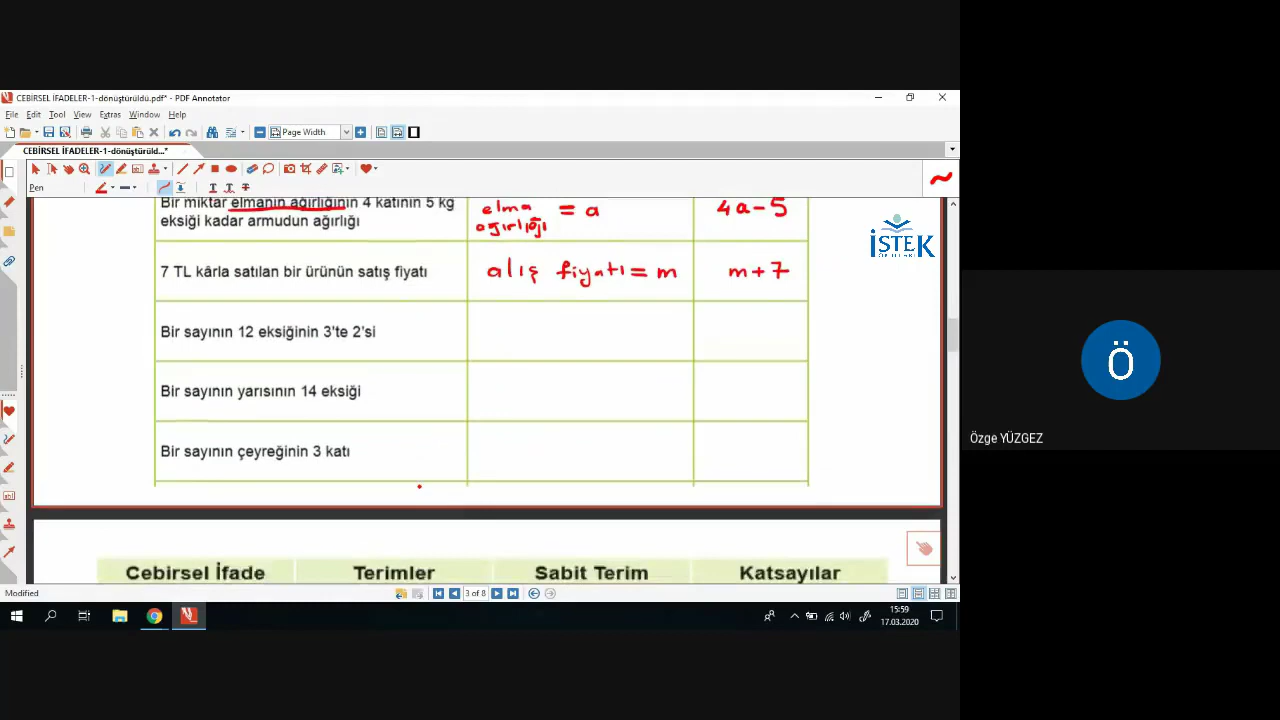 CEBİRSEL İFADELER-1-dönüştürüldü.pdf* - PDF Annotator
File Edit Tool View Extras Window Help
Page Width
CEBİRSEL İFADELER-1-dönüştürüld...*
Pen
Bir miktar elmanın ağırlığının 4 katının 5 kg
eksiği kadar armudun ağırlığı
elma
ağırlığı = a
4a-5
7 TL kârla satılan bir ürünün satış fiyatı
alış fiyatı = m
m+7
Bir sayının 12 eksiğinin 3'te 2'si
Bir sayının yarısının 14 eksiği
Bir sayının çeyreğinin 3 katı
İSTEK
Cebirsel İfade Terimler Sabit Terim Katsayılar
Modified
3 of 8
15:59
17.03.2020
Ö
Özge YÜZGEZ